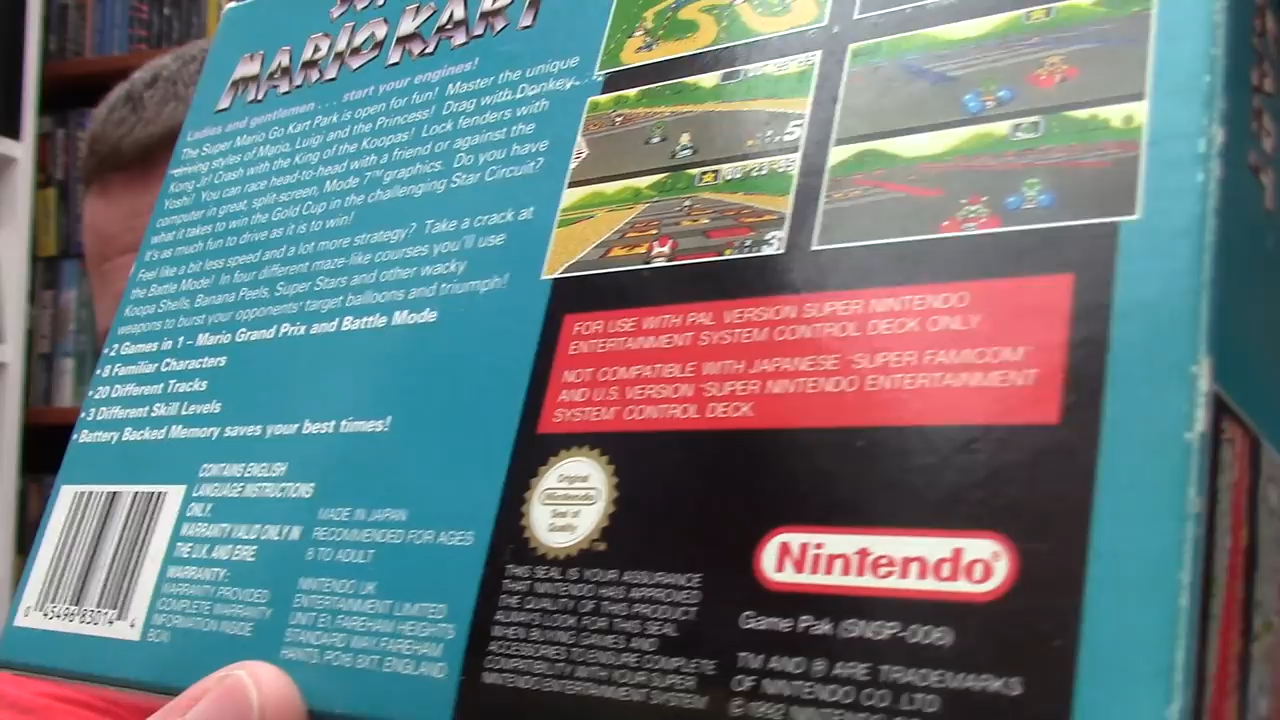 MARIO KART
Ladies and gentlemen . . . start your engines!
The Super Mario Go Kart Park is open for fun! Master the unique
driving styles of Mario, Luigi and the Princess! Drag with Donkey
Kong Jr! Crash with the King of the Koopas! Lock fenders with
Yoshi! You can race head-to-head with a friend or against the
computer in great, split-screen, Mode 7™ graphics. Do you have
what it takes to win the Gold Cup in the challenging Star Circuit?
It's as much fun to drive as it is to win!
Feel like a bit less speed and a lot more strategy? Take a crack at
the Battle Mode! In four different maze-like courses you'll use
Koopa Shells, Banana Peels, Super Stars and other wacky
weapons to burst your opponents' target balloons and triumph!
• 2 Games in 1 – Mario Grand Prix and Battle Mode
• 8 Familiar Characters
• 20 Different Tracks
• 3 Different Skill Levels
• Battery Backed Memory saves your best times!
CONTAINS ENGLISH
LANGUAGE INSTRUCTIONS
ONLY.
WARRANTY VALID ONLY IN
THE U.K. AND EIRE
WARRANTY:
WARRANTY PROVIDED
COMPLETE WARRANTY
INFORMATION INSIDE
BOX
MADE IN JAPAN
RECOMMENDED FOR AGES
8 TO ADULT
NINTENDO UK
ENTERTAINMENT LIMITED
UNIT E1, FAREHAM HEIGHTS
STANDARD WAY, FAREHAM
HANTS, PO16 8XT, ENGLAND
0 45496 83014 4
FOR USE WITH PAL VERSION SUPER NINTENDO
ENTERTAINMENT SYSTEM CONTROL DECK ONLY.
NOT COMPATIBLE WITH JAPANESE "SUPER FAMICOM"
AND U.S. VERSION "SUPER NINTENDO ENTERTAINMENT
SYSTEM" CONTROL DECK.
Original
Nintendo
Seal of
Quality
THIS SEAL IS YOUR ASSURANCE
THAT NINTENDO HAS APPROVED
THE QUALITY OF THIS PRODUCT.
ALWAYS LOOK FOR THIS SEAL
WHEN BUYING GAMES AND
ACCESSORIES TO ENSURE COMPLETE
COMPATIBILITY WITH YOUR SUPER
NINTENDO ENTERTAINMENT SYSTEM.
Nintendo®
Game Pak (SNSP-006)
TM AND ® ARE TRADEMARKS
OF NINTENDO CO. LTD
© 1992 NINTENDO